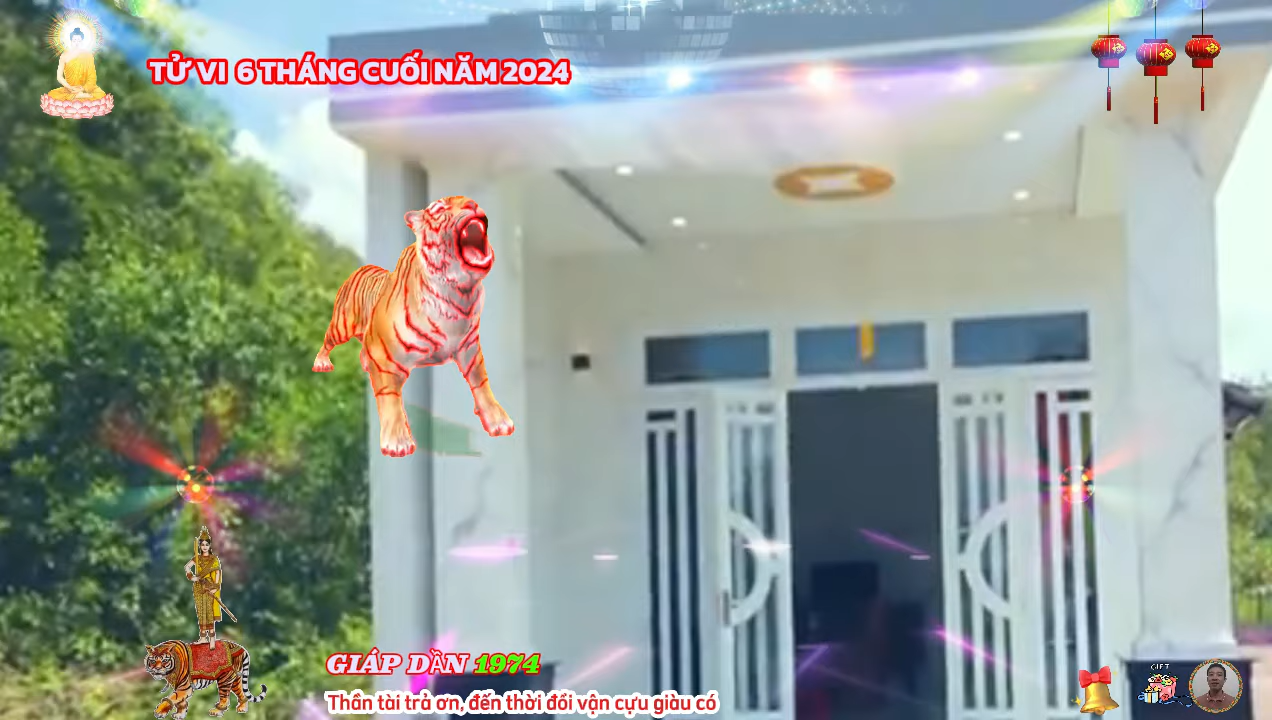 TỬ VI 6 THÁNG CUỐI NĂM 2024
GIFT
GIÁP DẦN 1974
Thần tài trả ơn, đến thời đổi vận cựu giàu có